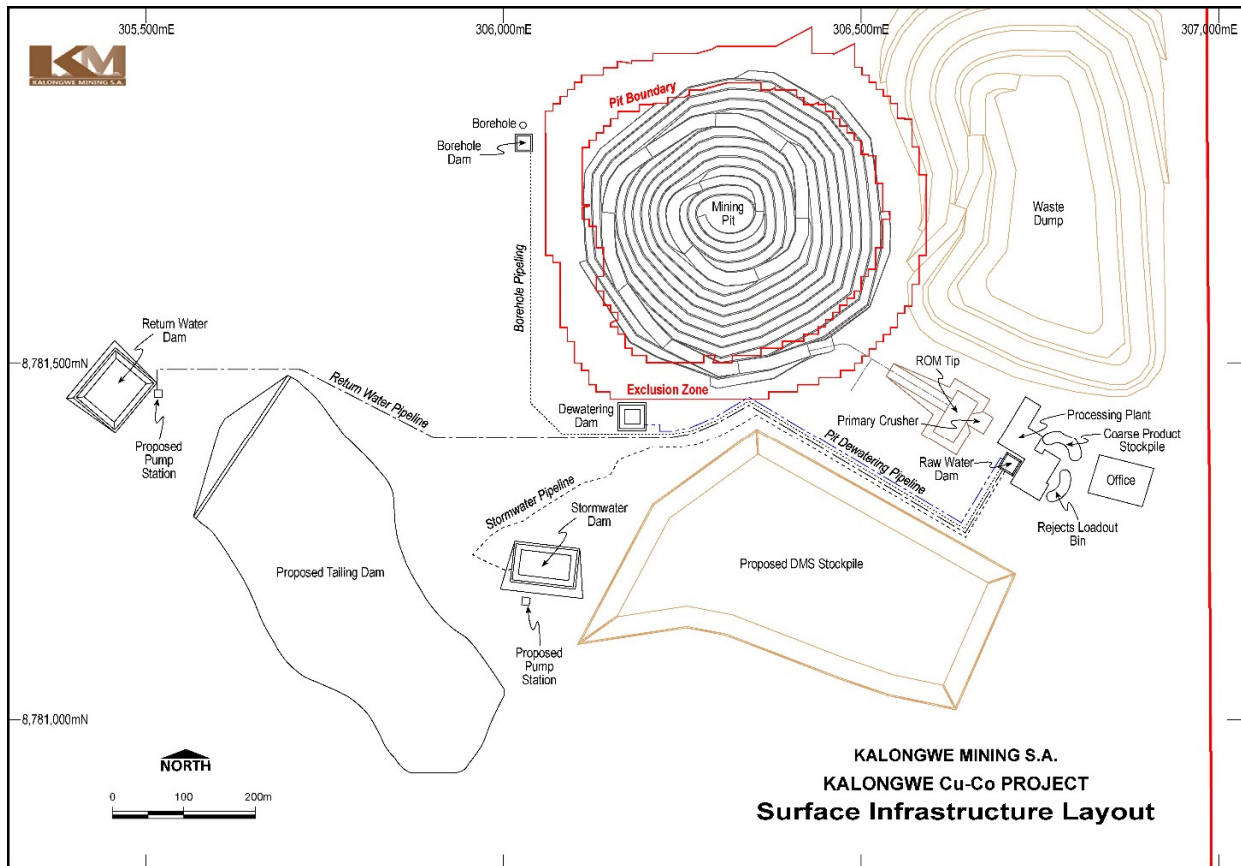 305,500mE
306,000mE
306,500mE
307,000mE
KM
KALONGWE MINING S.A.
Pit Boundary
Borehole
Borehole
Dam
Mining
Pit
Waste
Dump
Borehole Pipeling
Return Water
Dam
8,781,500mN
ROM Tip
Return Water Pipeline
Exclusion Zone
Dewatering
Dam
Primary Crusher
Processing Plant
Coarse Product
Stockpile
Proposed
Pump
Station
Pit Dewatering Pipeline
Raw Water
Dam
Office
Stormwater Pipeline
Stormwater
Dam
Rejects Loadout
Bin
Proposed Tailing Dam
Proposed DMS Stockpile
Proposed
Pump
Station
8,781,000mN
NORTH
0 100 200m
KALONGWE MINING S.A.
KALONGWE Cu-Co PROJECT
Surface Infrastructure Layout